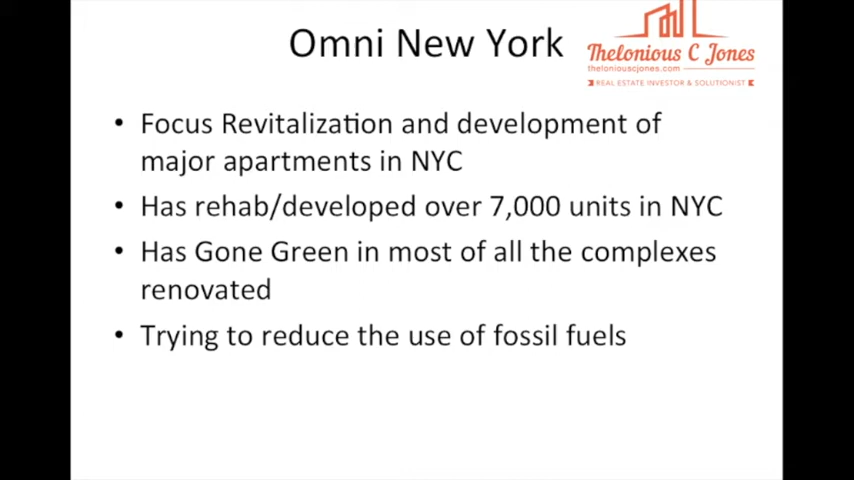 Omni New York
Thelonious C Jones
theloniouscjones.com
REAL ESTATE INVESTOR & SOLUTIONIST
• Focus Revitalization and development of
major apartments in NYC
• Has rehab/developed over 7,000 units in NYC
• Has Gone Green in most of all the complexes
renovated
• Trying to reduce the use of fossil fuels